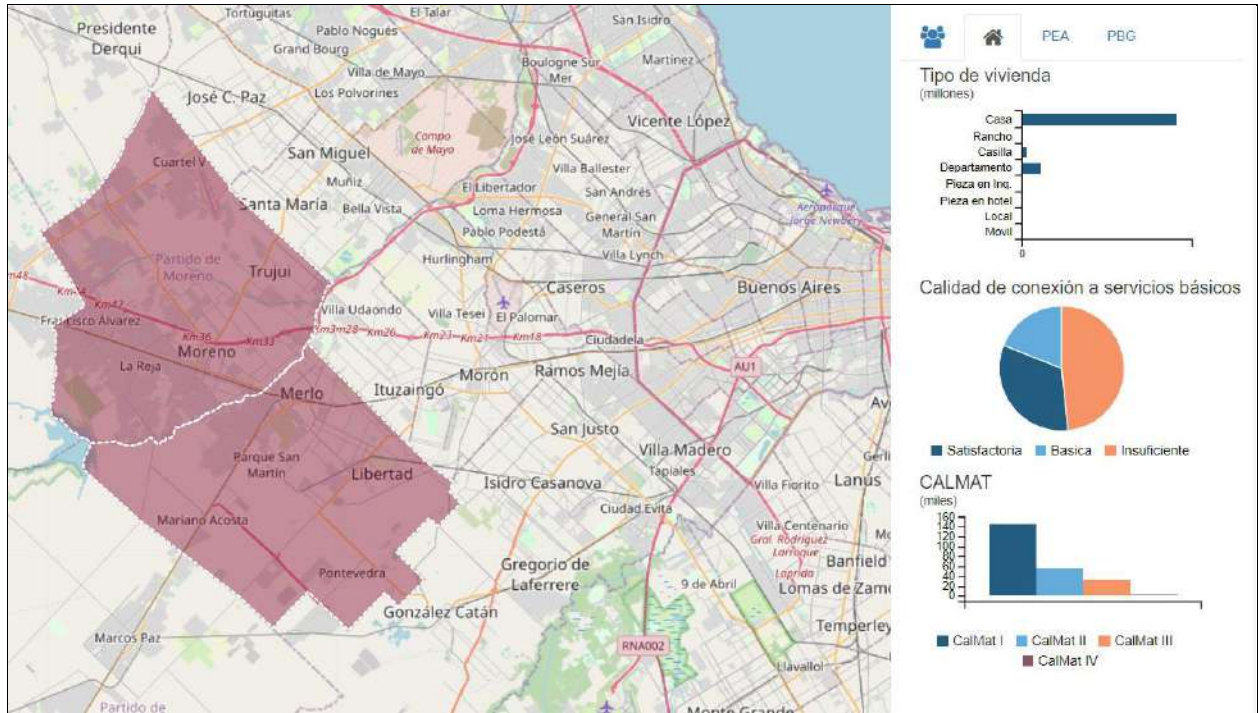 Tortuguitas
El Talar
San Isidro
Presidente
Derqui
Pablo Nogués
Grand Bourg
Boulogne Sur
Mer
Martínez
Villa de Mayo
Los Polvorines
José C. Paz
Campo
de Mayo
José León Suárez
Vicente López
Cuartel V
San Miguel
Villa Ballester
Muñiz
El Libertador
San Andrés
Santa María
Bella Vista
Loma Hermosa
General San
Martín
Aeroparque
Jorge Newbery
Pablo Podestá
Villa Lynch
Partido de
Moreno
Trujui
Hurlingham
Caseros
Buenos Aires
Km48
Km44
Km42
Villa Udaondo
Villa Tesei
El Palomar
Francisco Álvarez
Km36
Km33
Km28
Km26
Km23
Km21
Km18
Ciudadela
Moreno
La Reja
Morón
Ramos Mejía
AU1
Merlo
Ituzaingó
San Justo
Villa Madero
Parque San
Martín
Libertad
Tapiales
Isidro Casanova
Villa Fiorito
Lanús
Mariano Acosta
Ciudad Evita
Villa Centenario
Gral. Rodríguez
Larroque
Laprida
Banfield
Pontevedra
Gregorio de
Laferrere
9 de Abril
Lomas de Zamo
González Catán
Temperley
Marcos Paz
RNA002
Llavallol
Partido de
Monte Grande
PEA
PBG
Tipo de vivienda
(millones)
Casa
Rancho
Casilla
Departamento
Pieza en Inq.
Pieza en hotel
Local
Movil
0
Calidad de conexión a servicios básicos
Satisfactoria
Basica
Insuficiente
CALMAT
(miles)
160
140
120
100
80
60
40
20
0
CalMat I
CalMat II
CalMat III
CalMat IV